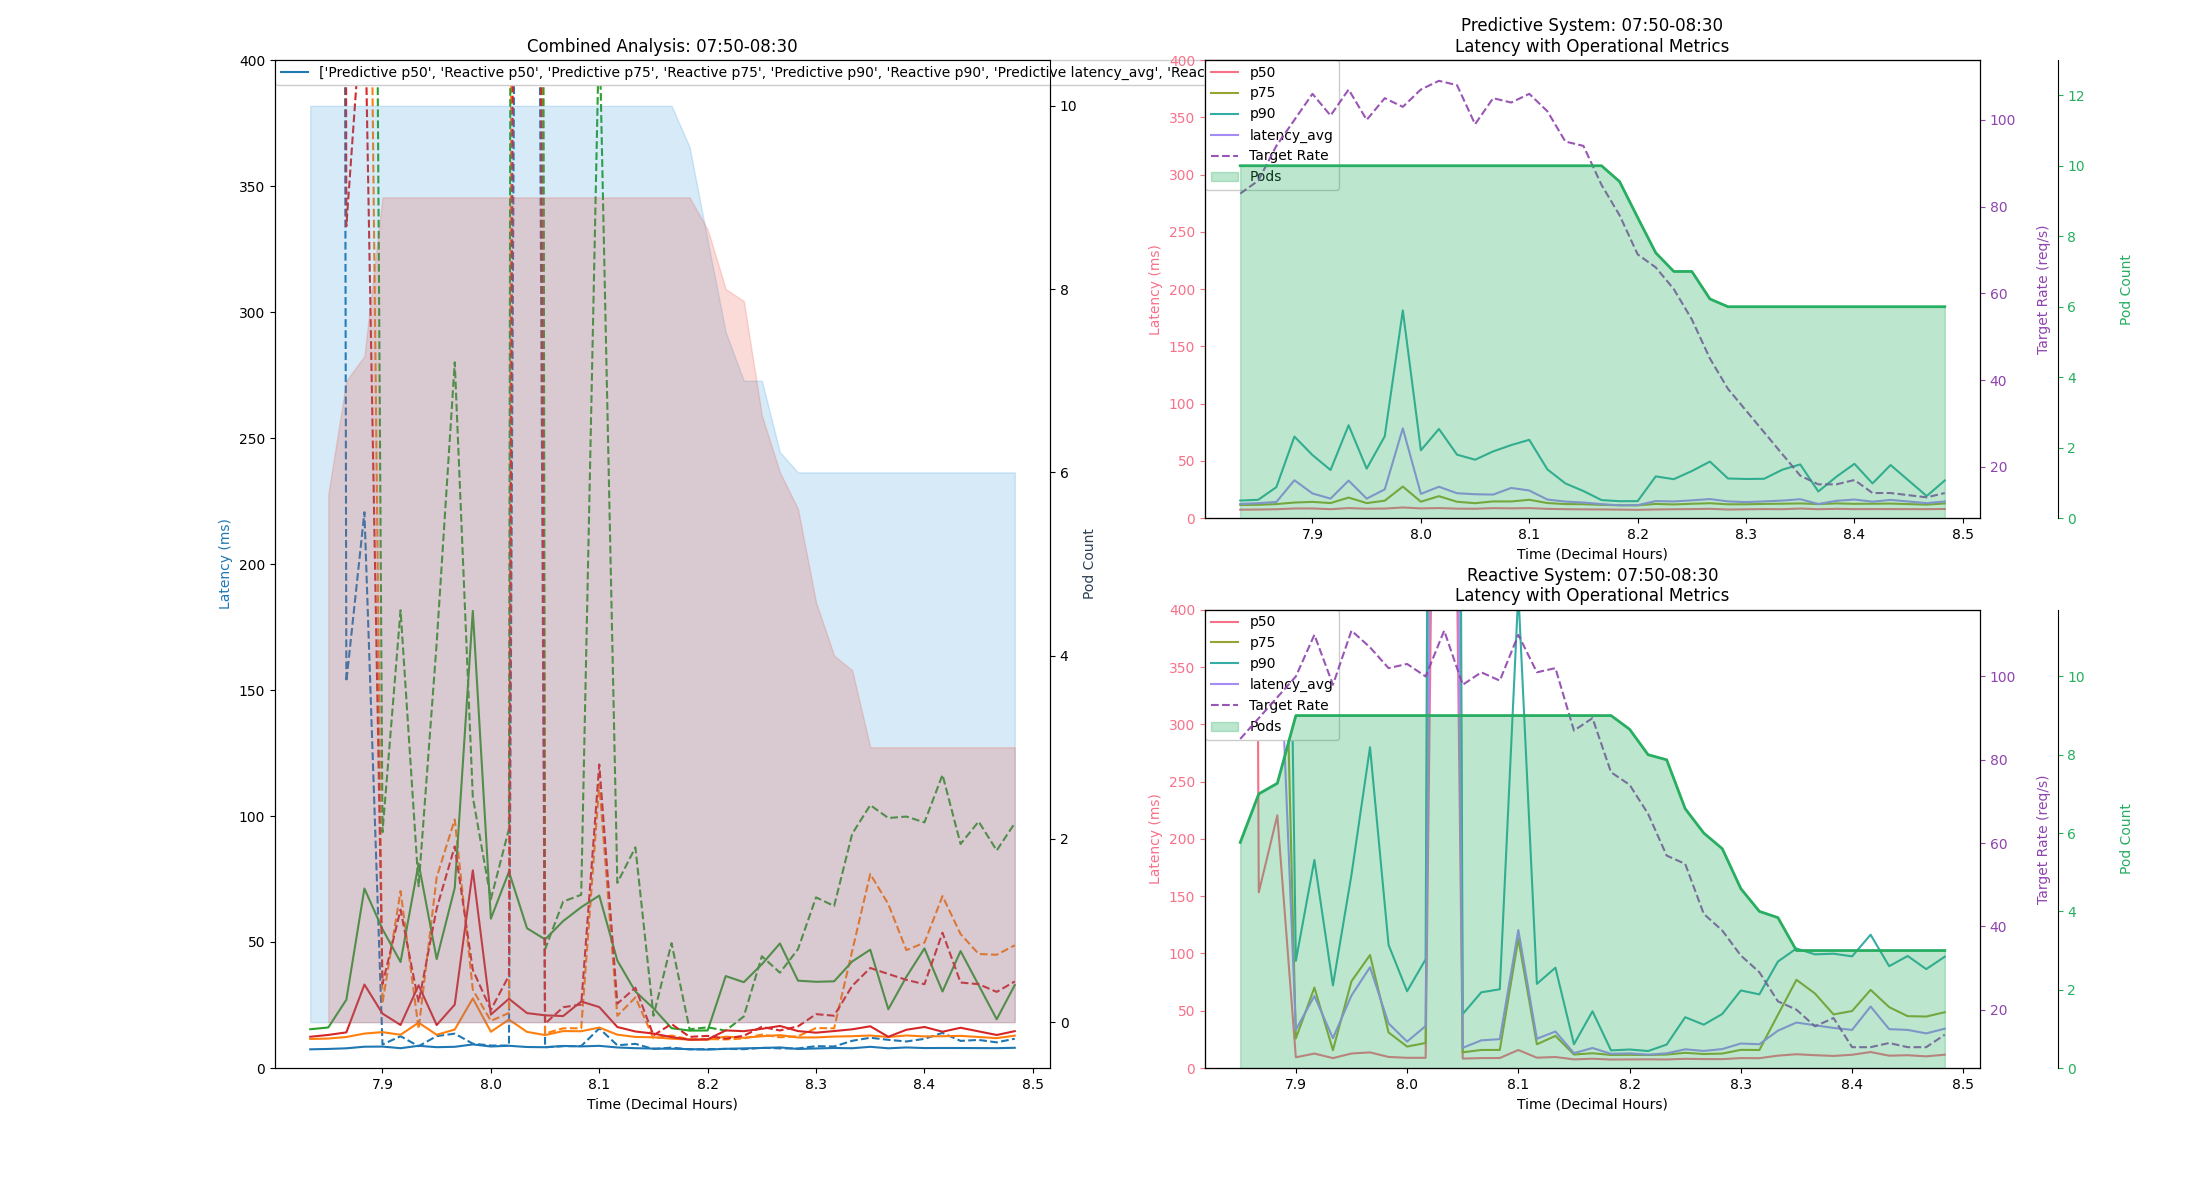 Combined Analysis: 07:50-08:30
['Predictive p50', 'Reactive p50', 'Predictive p75', 'Reactive p75', 'Predictive p90', 'Reactive p90', 'Predictive latency_avg', 'Reac
400
350
300
250
200
150
100
50
0
Latency (ms)
7.9
8.0
8.1
8.2
8.3
8.4
8.5
Time (Decimal Hours)
10
8
6
4
2
0
Pod Count
Predictive System: 07:50-08:30
Latency with Operational Metrics
p50
p75
p90
latency_avg
Target Rate
Pods
400
350
300
250
200
150
100
50
0
Latency (ms)
7.9
8.0
8.1
8.2
8.3
8.4
8.5
Time (Decimal Hours)
100
80
60
40
20
Target Rate (req/s)
12
10
8
6
4
2
0
Pod Count
Reactive System: 07:50-08:30
Latency with Operational Metrics
p50
p75
p90
latency_avg
Target Rate
Pods
400
350
300
250
200
150
100
50
0
Latency (ms)
7.9
8.0
8.1
8.2
8.3
8.4
8.5
Time (Decimal Hours)
100
80
60
40
20
Target Rate (req/s)
10
8
6
4
2
0
Pod Count